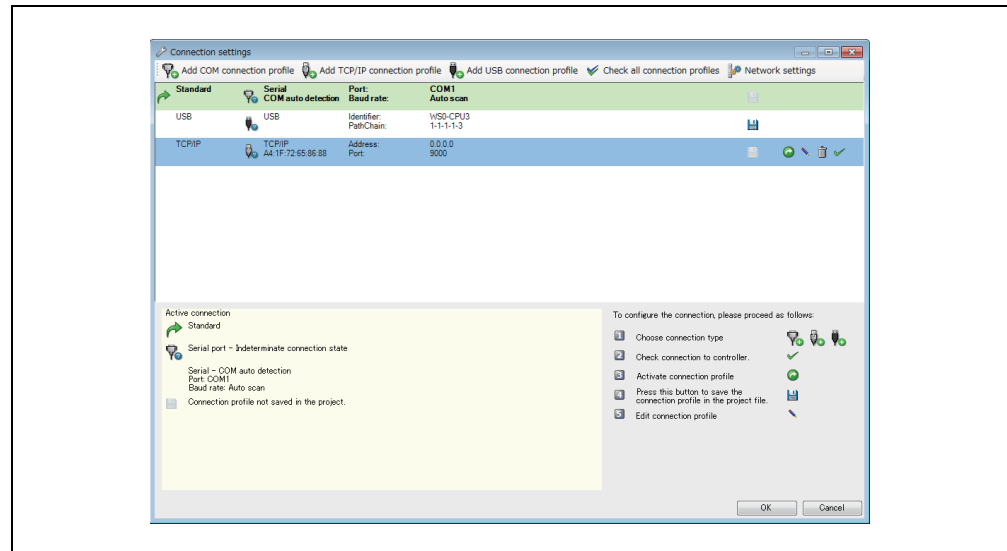 Connection settings
Add COM connection profile Add TCP/IP connection profile Add USB connection profile Check all connection profiles Network settings
Standard Serial Port: COM1
COM auto detection Baud rate: Auto scan
USB USB Identifier: WS0-CPU3
PathChain: 1-1-1-1-3
TCP/IP TCP/IP Address: 0.0.0.0
A4:1F:72:65:86:88 Port: 9000
Active connection
Standard
Serial port - Indeterminate connection state
Serial - COM auto detection
Port: COM1
Baud rate: Auto scan
Connection profile not saved in the project.
To configure the connection, please proceed as follows:
1 Choose connection type
2 Check connection to controller.
3 Activate connection profile
4 Press this button to save the
connection profile in the project file.
5 Edit connection profile
OK Cancel